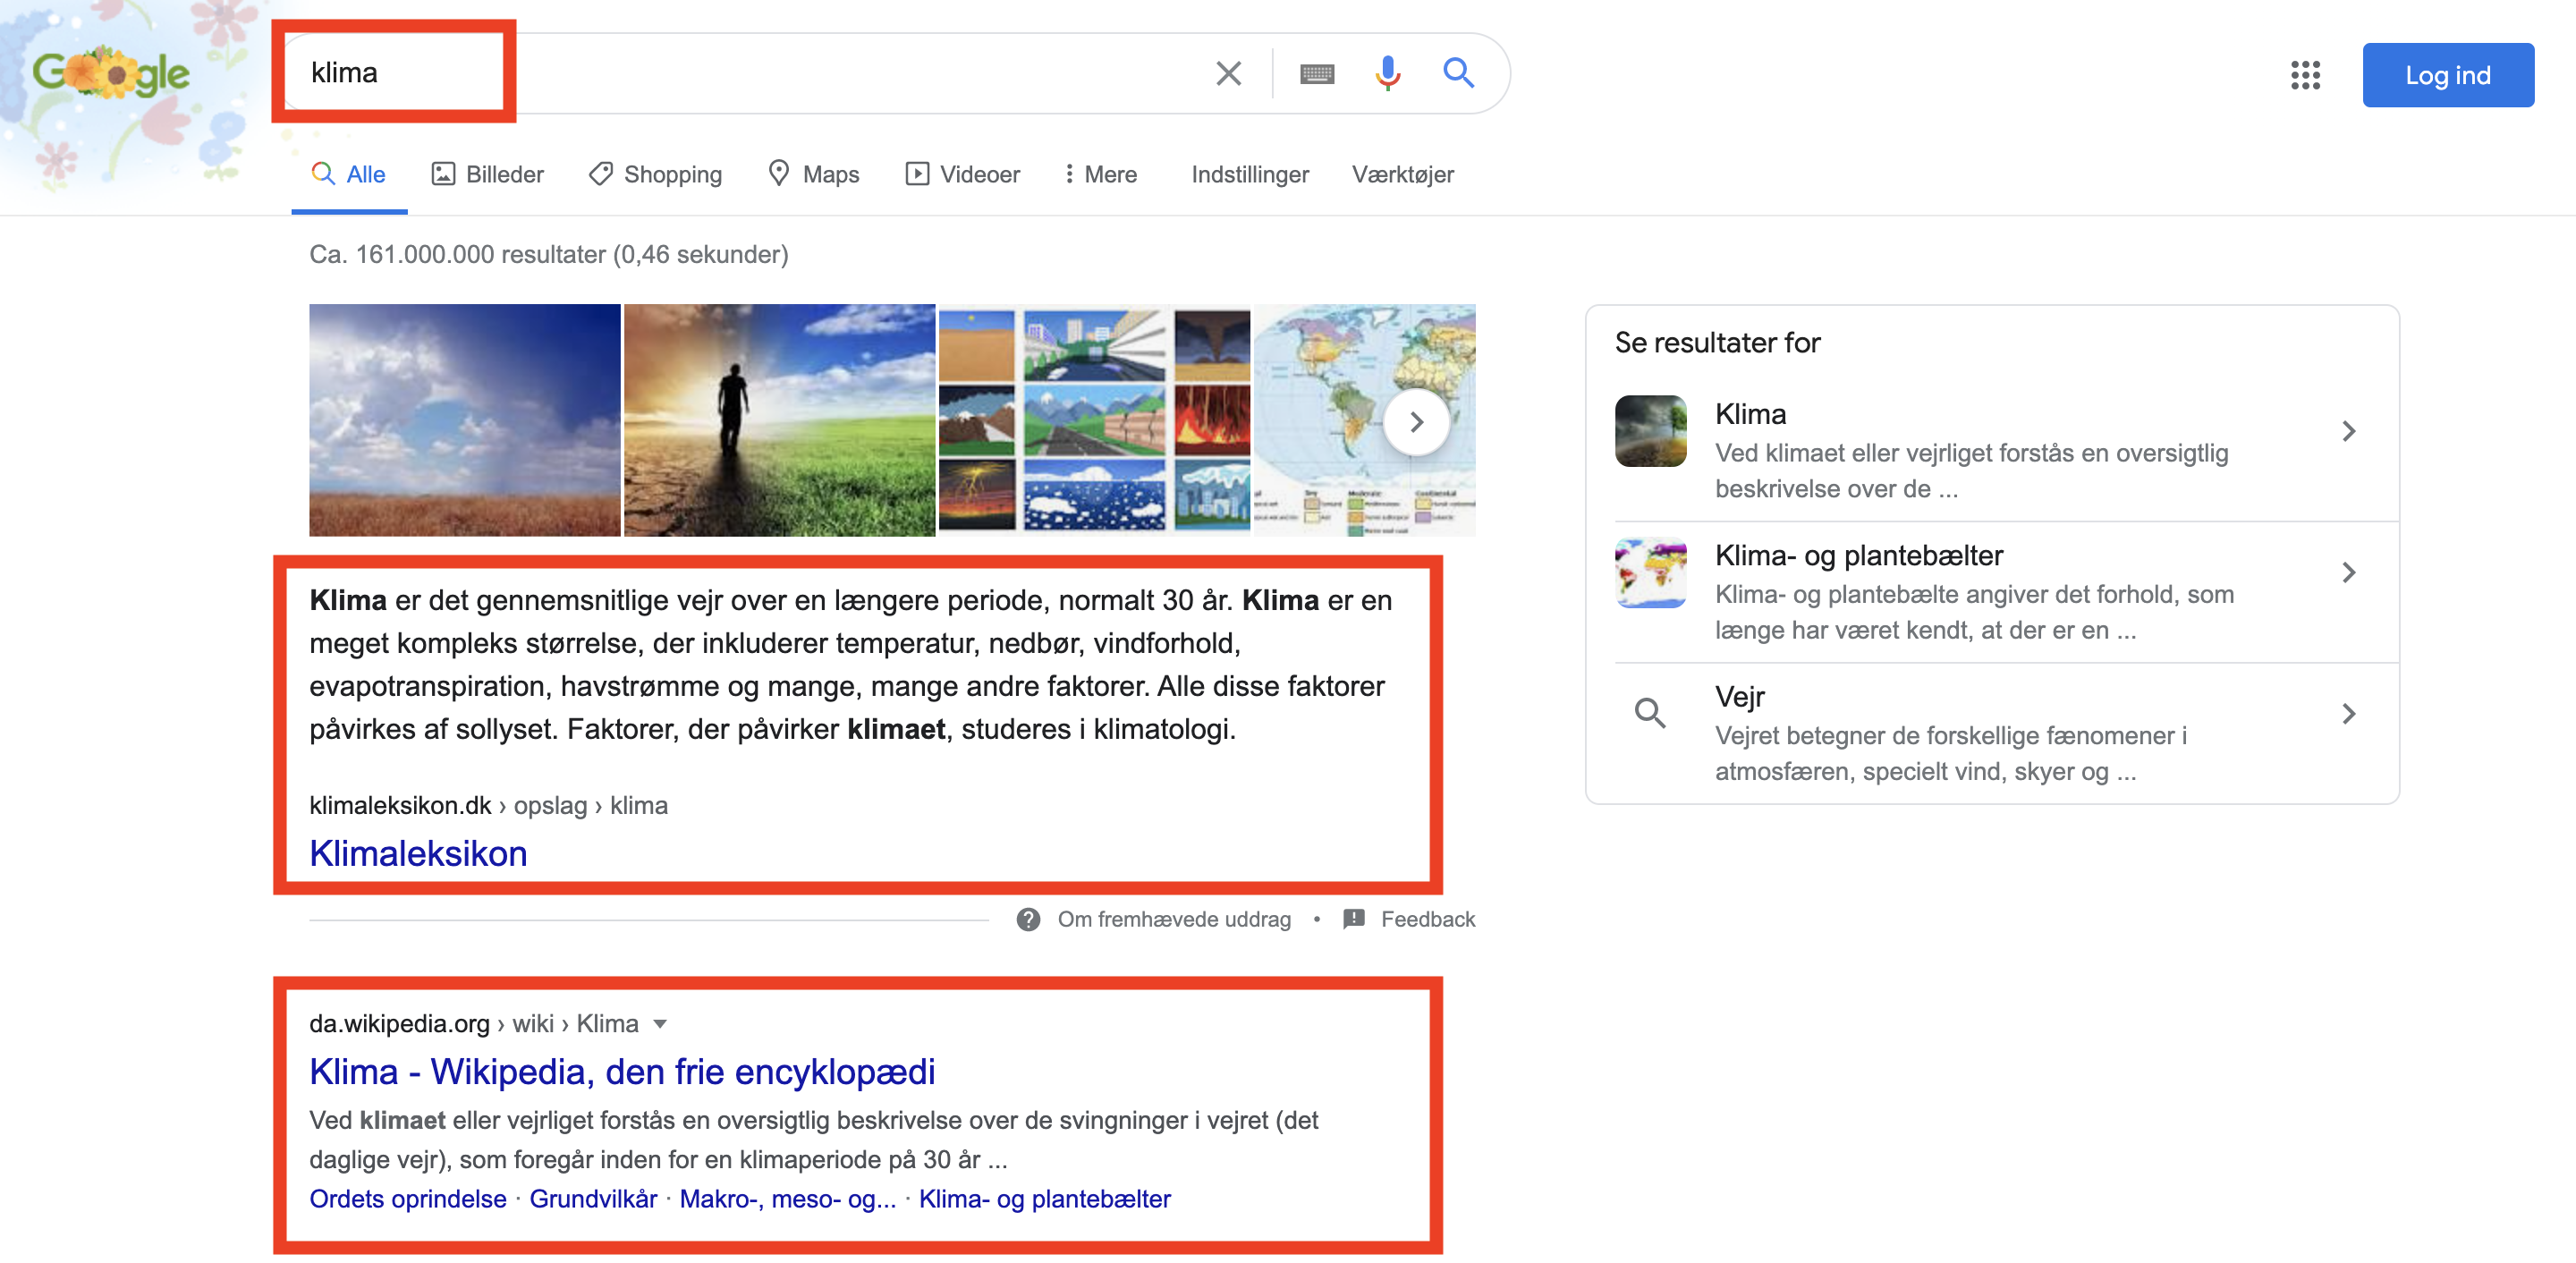 Google
klima
Log ind
Alle
Billeder
Shopping
Maps
Videoer
Mere
Indstillinger
Værktøjer
Ca. 161.000.000 resultater (0,46 sekunder)
Klima er det gennemsnitlige vejr over en længere periode, normalt 30 år. Klima er en
meget kompleks størrelse, der inkluderer temperatur, nedbør, vindforhold,
evapotranspiration, havstrømme og mange, mange andre faktorer. Alle disse faktorer
påvirkes af sollyset. Faktorer, der påvirker klimaet, studeres i klimatologi.
klimaleksikon.dk › opslag › klima
Klimaleksikon
Om fremhævede uddrag • Feedback
da.wikipedia.org › wiki › Klima
Klima - Wikipedia, den frie encyklopædi
Ved klimaet eller vejrliget forstås en oversigtlig beskrivelse over de svingninger i vejret (det
daglige vejr), som foregår inden for en klimaperiode på 30 år ...
Ordets oprindelse · Grundvilkår · Makro-, meso- og... · Klima- og plantebælter
Se resultater for
Klima
Ved klimaet eller vejrliget forstås en oversigtlig
beskrivelse over de ...
Klima- og plantebælter
Klima- og plantebælte angiver det forhold, som
længe har været kendt, at der er en ...
Vejr
Vejret betegner de forskellige fænomener i
atmosfæren, specielt vind, skyer og ...